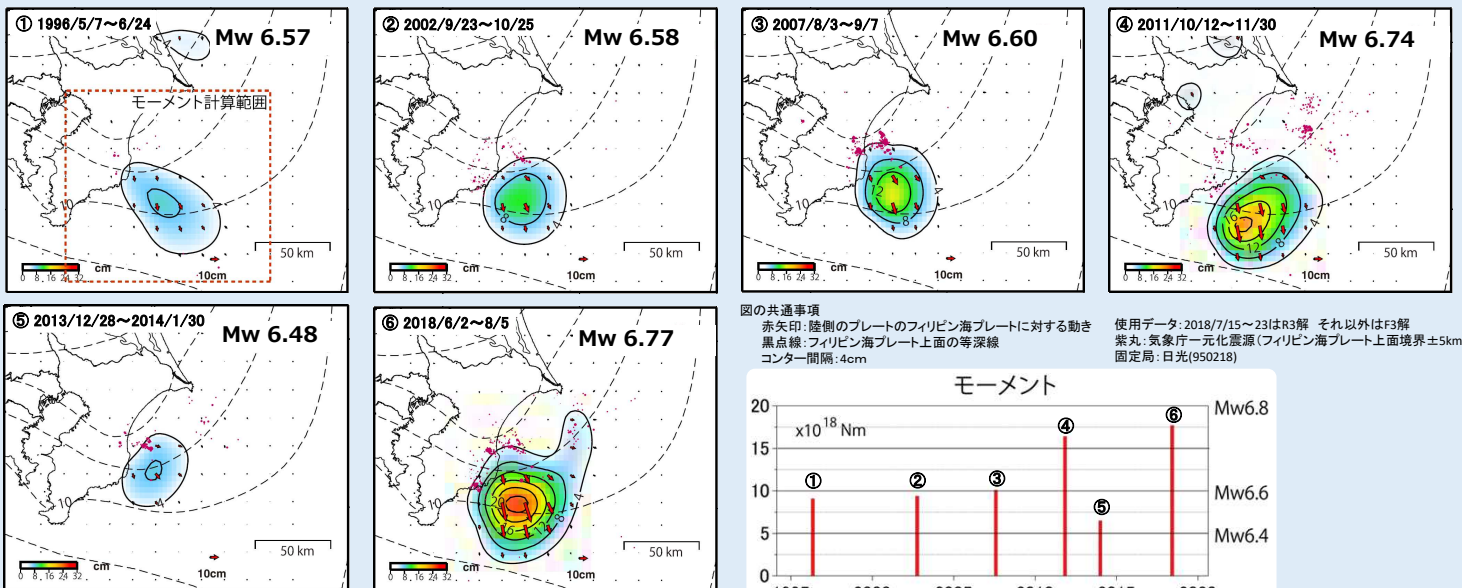 ① 1996/5/7~6/24
Mw 6.57
モーメント計算範囲
10
50 km
0 8 16 24 32 cm
10cm
② 2002/9/23~10/25
Mw 6.58
10
8
4
50 km
0 8 16 24 32 cm
10cm
③ 2007/8/3~9/7
Mw 6.60
12
4
10
8
50 km
0 8 16 24 32 cm
10cm
④ 2011/10/12~11/30
Mw 6.74
16
4
10
8
12
50 km
0 8 16 24 32 cm
10cm
⑤ 2013/12/28~2014/1/30
Mw 6.48
10
4
50 km
0 8 16 24 32 cm
10cm
⑥ 2018/6/2~8/5
Mw 6.77
4
20
10
8
16
12
50 km
0 8 16 24 32 cm
10cm
図の共通事項
赤矢印:陸側のプレートのフィリピン海プレートに対する動き
黒点線:フィリピン海プレート上面の等深線
コンター間隔:4cm
使用データ:2018/7/15~23はR3解 それ以外はF3解
紫丸:気象庁一元化震源(フィリピン海プレート上面境界±5km
固定局:日光(950218)
モーメント
20
x10¹⁸ Nm
15
10
5
0
① ② ③ ④ ⑤ ⑥
Mw6.8
Mw6.6
Mw6.4